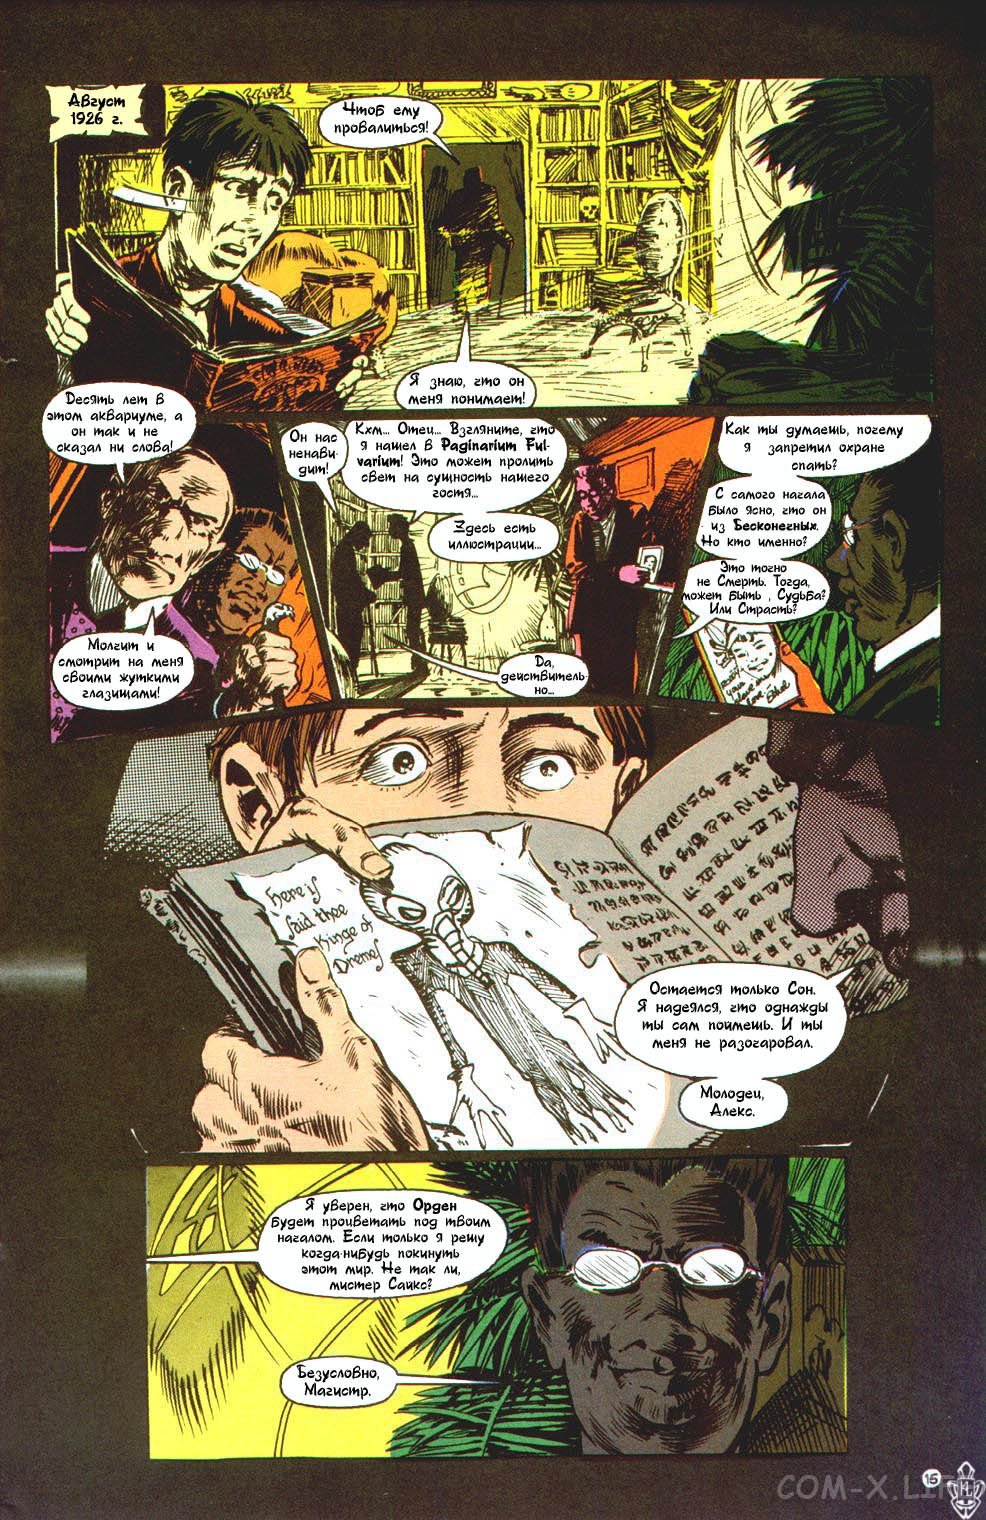 Август
1926 г.
Чтоб ему
провалиться!
Я знаю, что он
меня понимает!
Десять лет в
этом аквариуме, а
он так и не
сказал ни слова!
Молчит и
смотрит на меня
своими жуткими
глазищами!
Он нас
ненави-
дит!
Кхм... Отец... Взгляните, что
я нашел в Paginarium Ful-
varium! Это может пролить
свет на сущность нашего
гостя...
Здесь есть
иллюстрации...
Да,
действитель-
но...
Как ты думаешь, почему
я запретил охране
спать?
С самого начала
было ясно, что он
из Бесконечных.
Но кто именно?
Это точно
не Смерть. Тогда,
может быть, Судьба?
Или Страсть?
Here is
said thee
Kinge of
Dremes
Остается только Сон.
Я надеялся, что однажды
ты сам поймешь. И ты
меня не разочаровал.
Молодец,
Алекс.
Я уверен, что Орден
будет процветать под твоим
началом. Если только я решу
когда-нибудь покинуть
этот мир. Не так ли,
мистер Сайкс?
Безусловно,
Магистр.
15
COM-X.LIFE